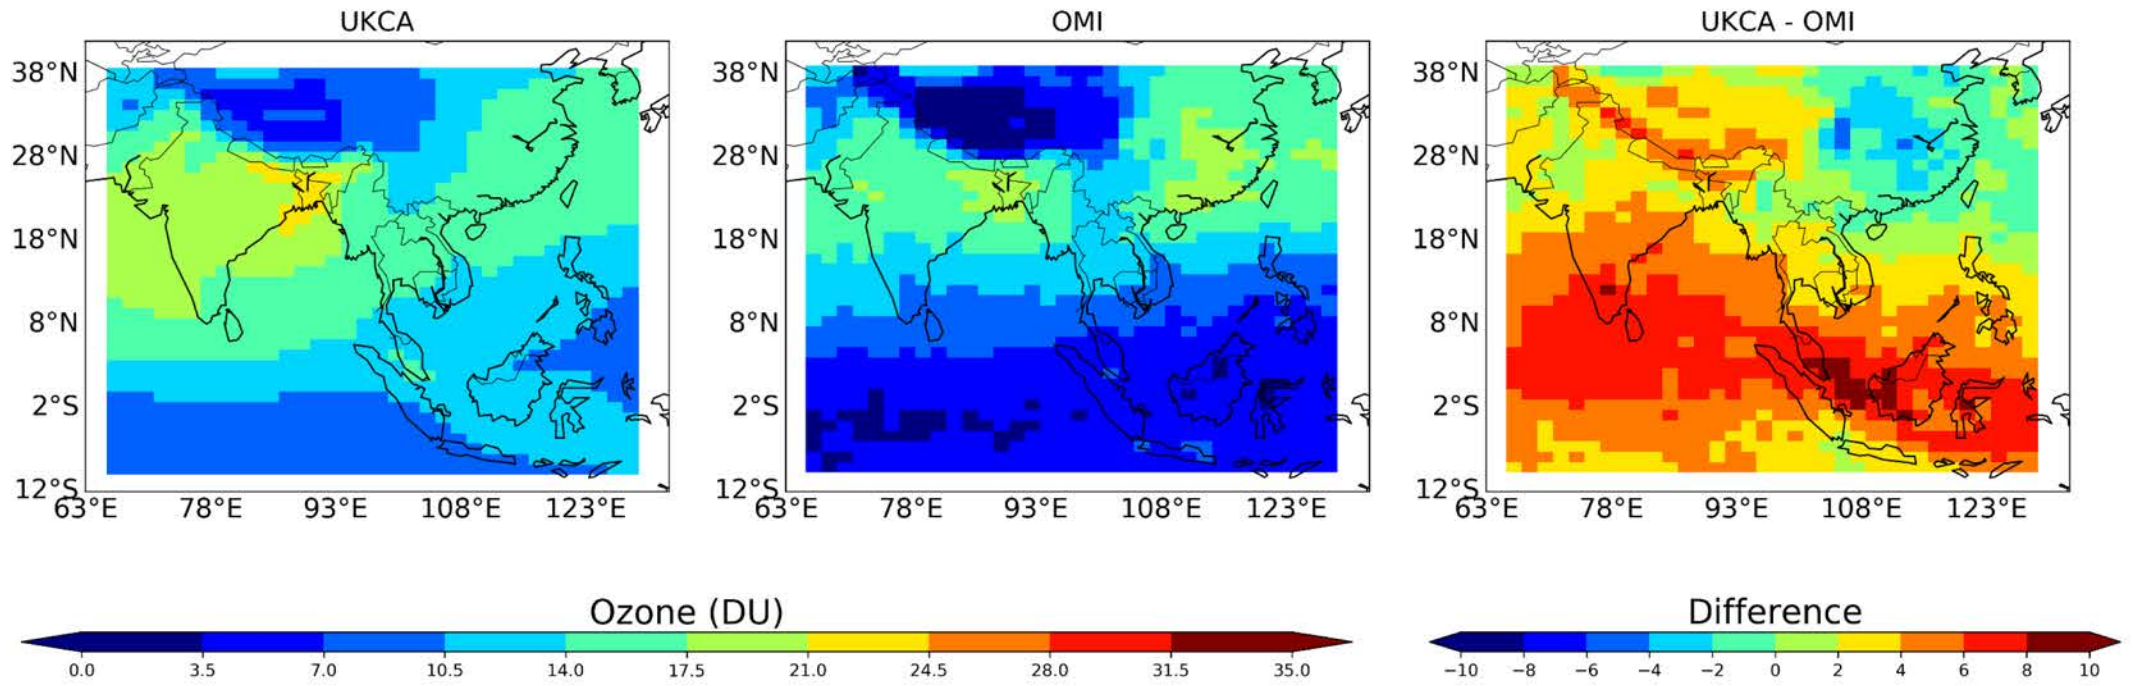 UKCA
OMI
UKCA - OMI
38°N
28°N
18°N
8°N
2°S
12°S
63°E 78°E 93°E 108°E 123°E
38°N
28°N
18°N
8°N
2°S
12°S
63°E 78°E 93°E 108°E 123°E
38°N
28°N
18°N
8°N
2°S
12°S
63°E 78°E 93°E 108°E 123°E
Ozone (DU)
0.0 3.5 7.0 10.5 14.0 17.5 21.0 24.5 28.0 31.5 35.0
Difference
−10 −8 −6 −4 −2 0 2 4 6 8 10